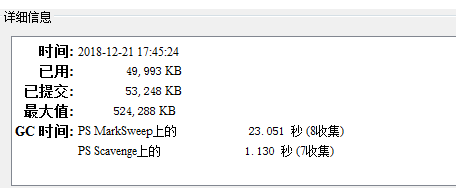 详细信息
时间: 2018-12-21 17:45:24
已用: 49,993 KB
已提交: 53,248 KB
最大值: 524,288 KB
GC 时间: PS MarkSweep上的 23.051 秒 (8收集)
PS Scavenge上的 1.130 秒 (7收集)